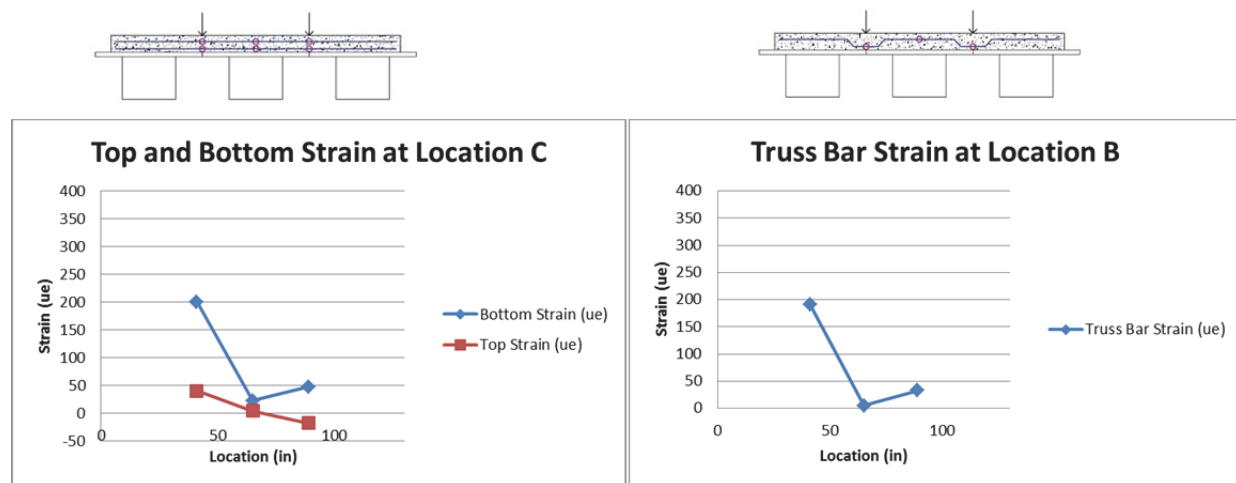 Top and Bottom Strain at Location C
400
350
300
250
200
150
100
50
0
-50
0
50
100
Strain (ue)
Location (in)
Bottom Strain (ue)
Top Strain (ue)
Truss Bar Strain at Location B
400
350
300
250
200
150
100
50
0
0
50
100
Strain (ue)
Location (in)
Truss Bar Strain (ue)